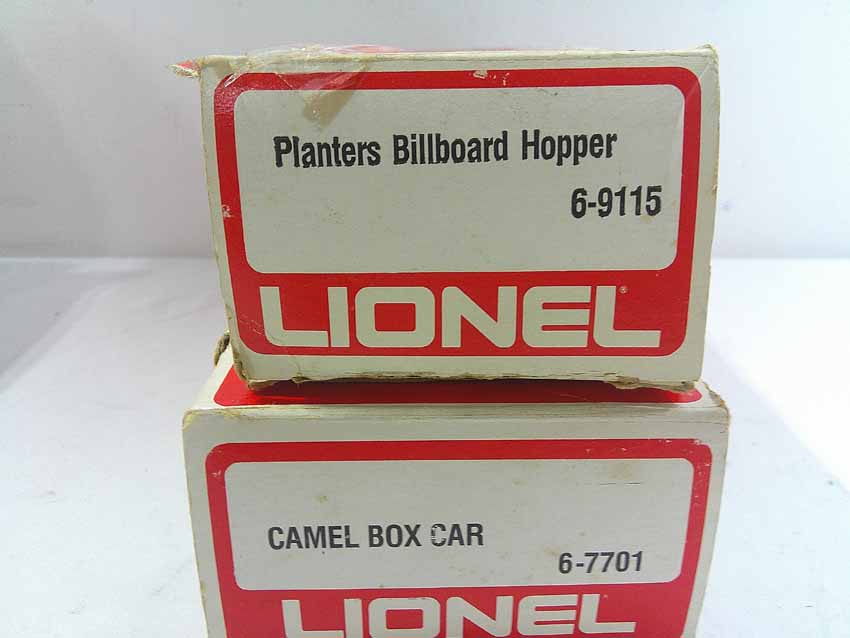 Planters Billboard Hopper
6-9115
LIONEL®
CAMEL BOX CAR
6-7701
LIONEL